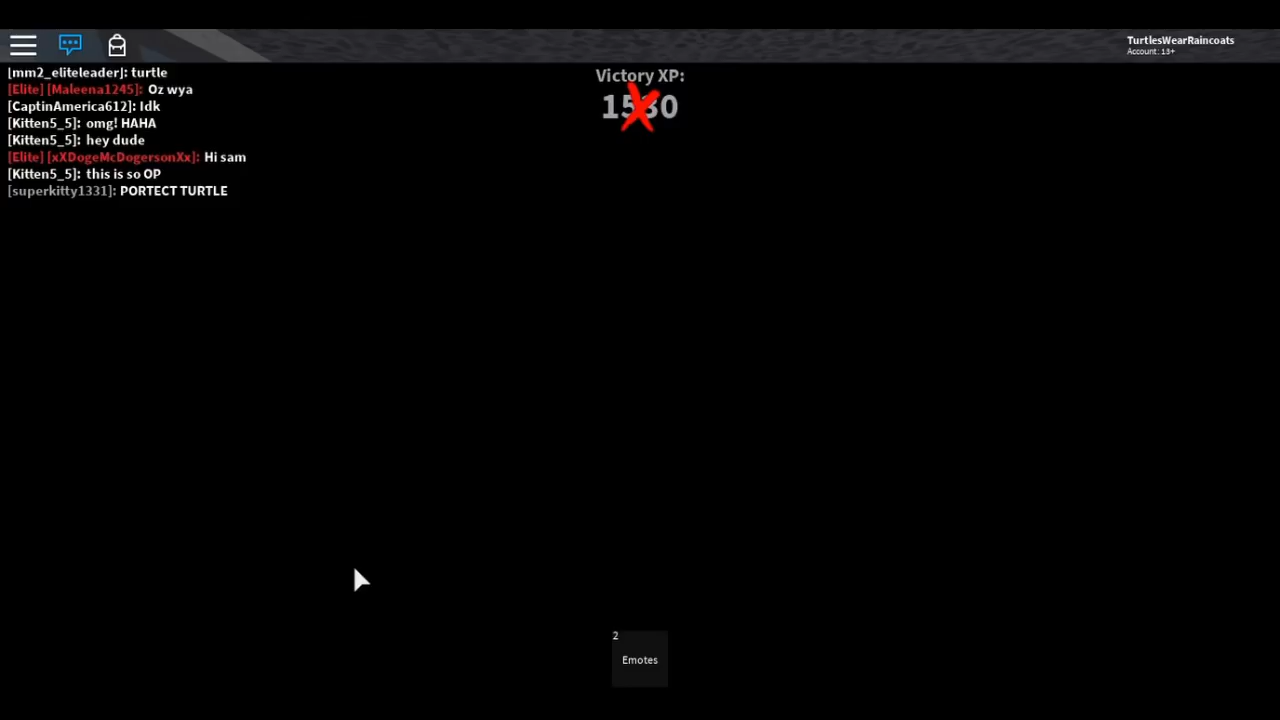 TurtlesWearRaincoats
Account: 13+
[mm2_eliteleader]: turtle
[Elite] [Maleena1245]: Oz wya
[CaptinAmerica612]: Idk
[Kitten5_5]: omg! HAHA
[Kitten5_5]: hey dude
[Elite] [xXDogeMcDogersonXx]: Hi sam
[Kitten5_5]: this is so OP
[superkitty1331]: PORTECT TURTLE
Victory XP:
1530
2
Emotes